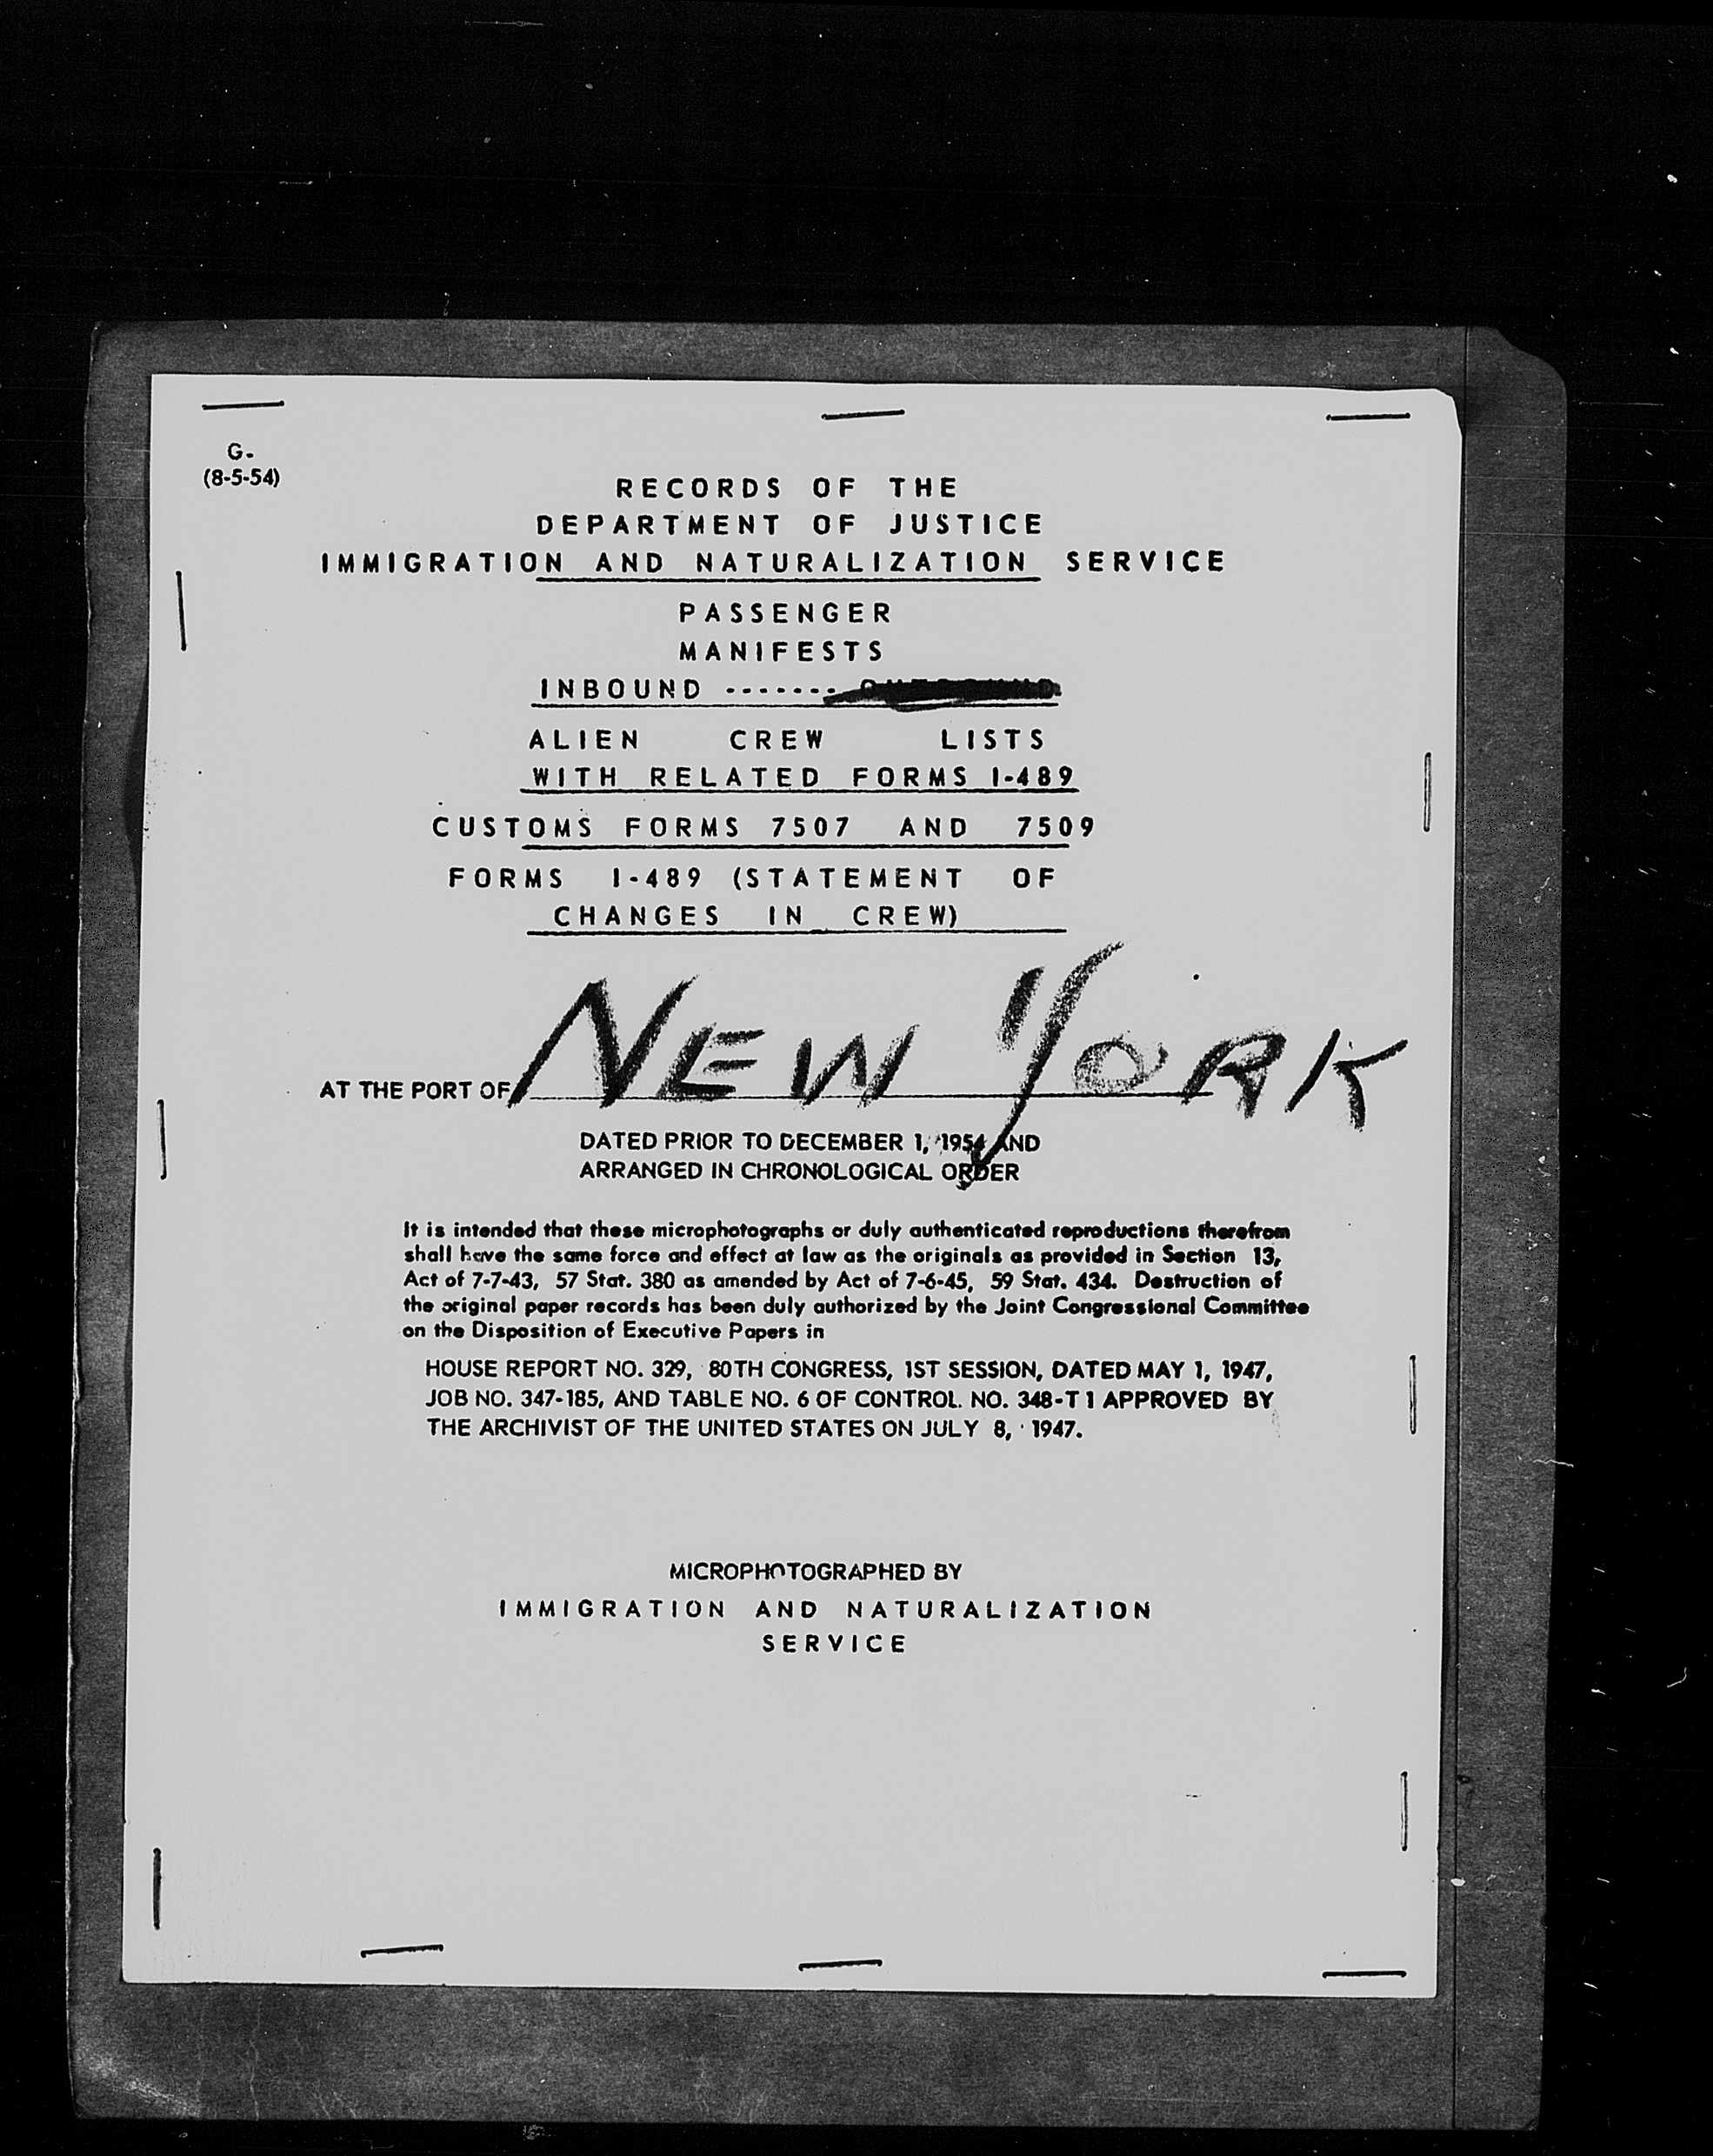 G.
(8-5-54)
RECORDS OF THE
DEPARTMENT OF JUSTICE
IMMIGRATION AND NATURALIZATION SERVICE
PASSENGER
MANIFESTS
INBOUND -------
ALIEN CREW LISTS
WITH RELATED FORMS I-489
CUSTOMS FORMS 7507 AND 7509
FORMS I-489 (STATEMENT OF
CHANGES IN CREW)
AT THE PORT OF NEW YORK
DATED PRIOR TO DECEMBER 1, 1954 AND
ARRANGED IN CHRONOLOGICAL ORDER
It is intended that these microphotographs or duly authenticated reproductions therefrom
shall have the same force and effect at law as the originals as provided in Section 13,
Act of 7-7-43, 57 Stat. 380 as amended by Act of 7-6-45, 59 Stat. 434. Destruction of
the original paper records has been duly authorized by the Joint Congressional Committee
on the Disposition of Executive Papers in
HOUSE REPORT NO. 329, 80TH CONGRESS, 1ST SESSION, DATED MAY 1, 1947,
JOB NO. 347-185, AND TABLE NO. 6 OF CONTROL NO. 348-T1 APPROVED BY
THE ARCHIVIST OF THE UNITED STATES ON JULY 8, 1947.
MICROPHOTOGRAPHED BY
IMMIGRATION AND NATURALIZATION
SERVICE